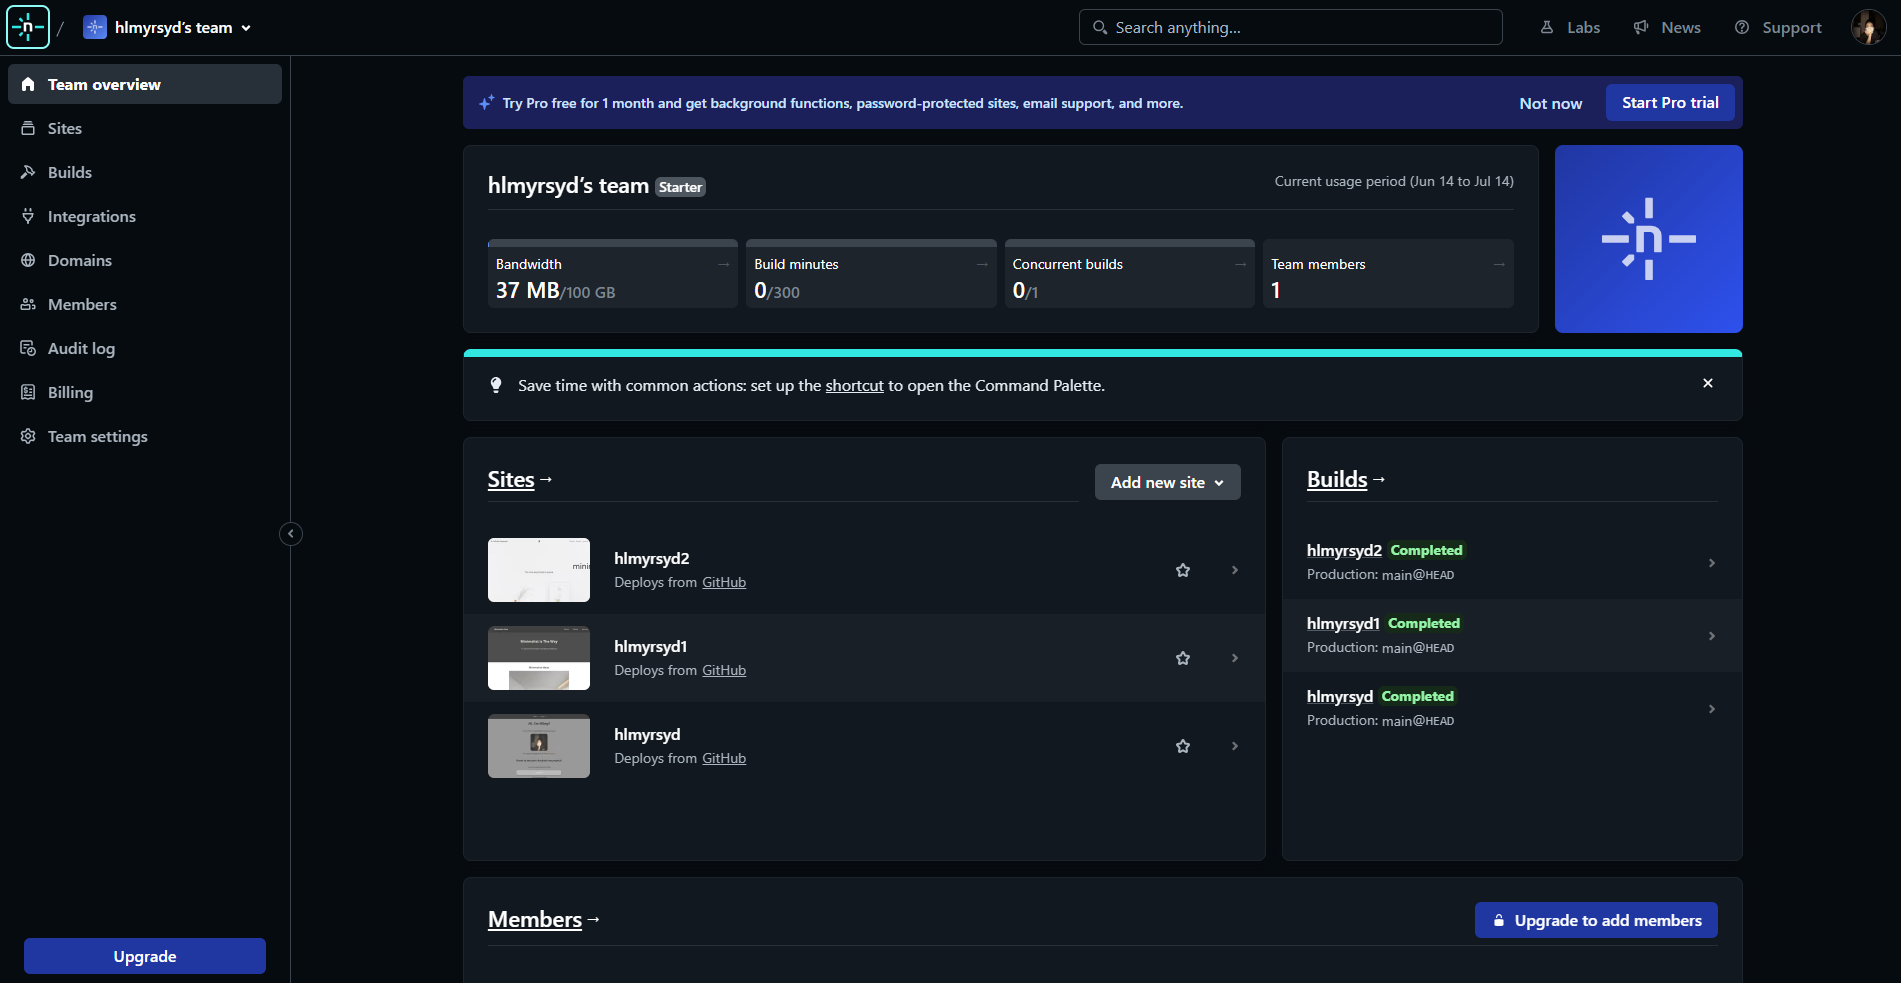 n
/
hlmyrsyd’s team
Search anything...
Labs
News
Support
Team overview
Sites
Builds
Integrations
Domains
Members
Audit log
Billing
Team settings
Upgrade
Try Pro free for 1 month and get background functions, password-protected sites, email support, and more.
Not now
Start Pro trial
hlmyrsyd’s team Starter
Current usage period (Jun 14 to Jul 14)
Bandwidth →
37 MB/100 GB
Build minutes →
0/300
Concurrent builds →
0/1
Team members →
1
n
Save time with common actions: set up the shortcut to open the Command Palette.
Sites →
Add new site
hlmyrsyd2
Deploys from GitHub
hlmyrsyd1
Deploys from GitHub
Minimalist is The Way
hlmyrsyd
Deploys from GitHub
Builds →
hlmyrsyd2 Completed
Production: main@HEAD
hlmyrsyd1 Completed
Production: main@HEAD
hlmyrsyd Completed
Production: main@HEAD
Members →
Upgrade to add members